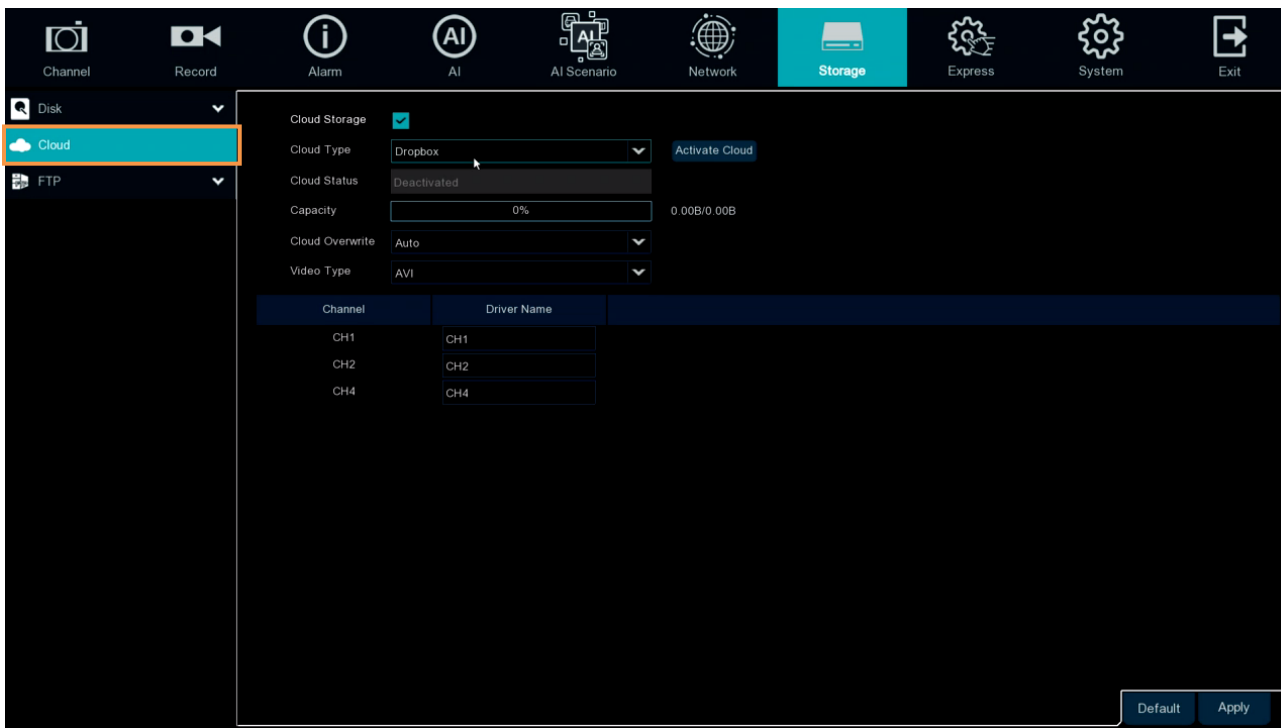 Channel Record Alarm AI AI Scenario Network Storage Express System Exit
Disk
Cloud
FTP
Cloud Storage
Cloud Type Dropbox Activate Cloud
Cloud Status Deactivated
Capacity 0% 0.00B/0.00B
Cloud Overwrite Auto
Video Type AVI
Channel Driver Name
CH1 CH1
CH2 CH2
CH4 CH4
Default Apply